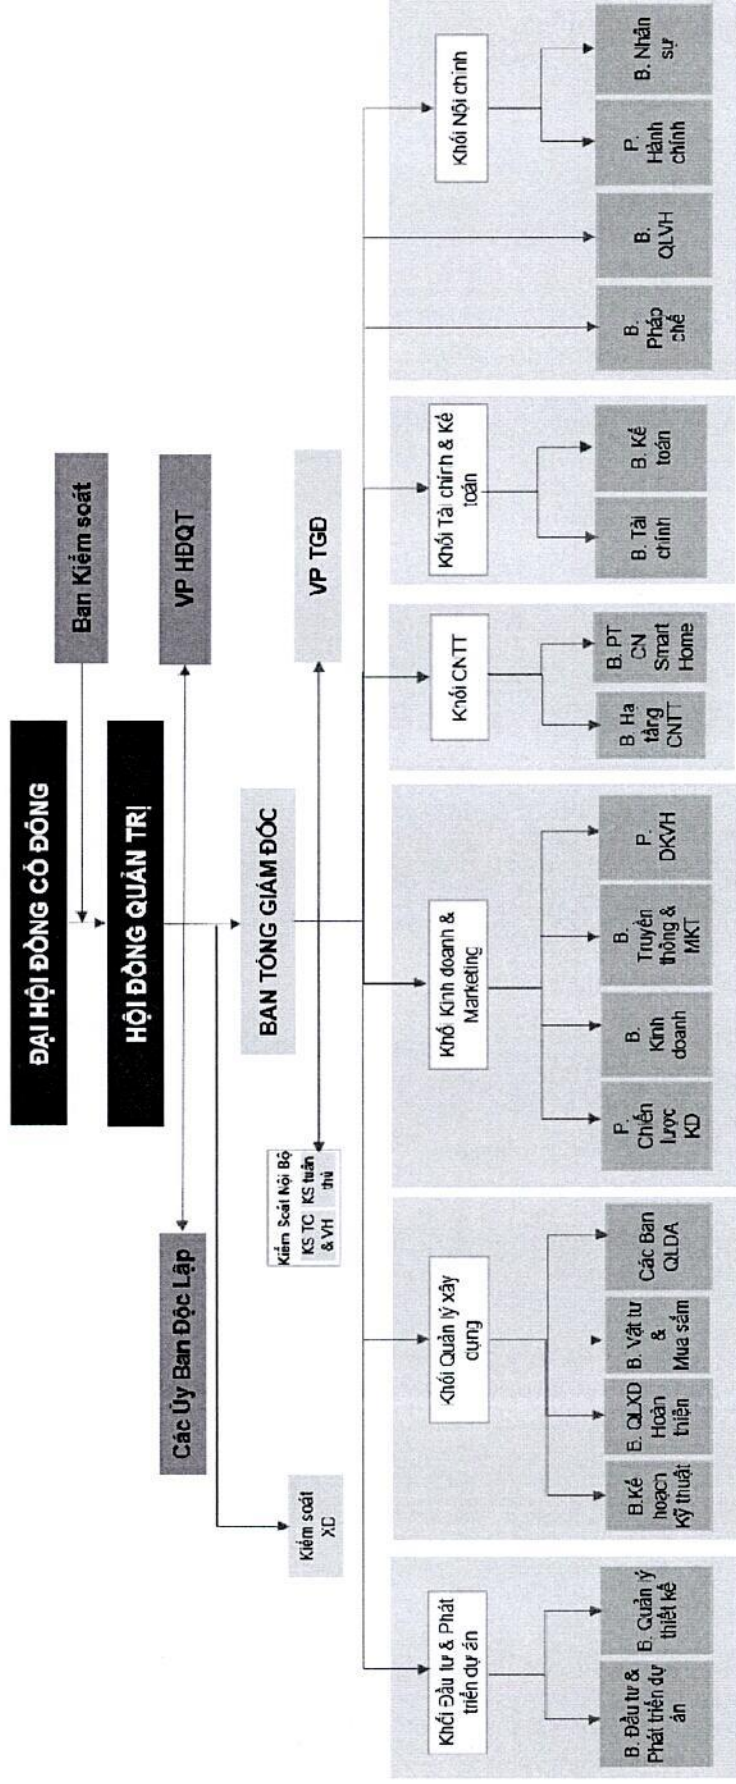 ĐẠI HỘI ĐỒNG CỔ ĐÔNG
Ban Kiểm soát
HỘI ĐỒNG QUẢN TRỊ
Các Ủy Ban Độc Lập
VP HĐQT
BAN TỔNG GIÁM ĐỐC
Kiểm soát
XD
Kiểm Soát Nội Bộ
KS TC
& VH
KS tuân
thủ
VP TGĐ
Khối Đầu tư & Phát
triển dự án
Khối Quản lý xây
dựng
Khối Kinh doanh &
Marketing
Khối CNTT
Khối Tài chính & Kế
toán
Khối Nội chính
B. Đầu tư &
Phát triển dự
án
B. Quản lý
thiết kế
B.Kế
hoạch
Kỹ thuật
B. QLXD
Hoàn
thiện
B. Vật tư
&
Mua sắm
Các Ban
QLDA
P.
Chiến
lược
KD
B.
Kinh
doanh
B.
Truyền
thông &
MKT
P.
DKVH
B Hạ
tầng
CNTT
B. PT
CN
Smart
Home
B. Tài
chính
B. Kế
toán
B.
Pháp
chế
B.
QLVH
P.
Hành
chính
B. Nhân
sự